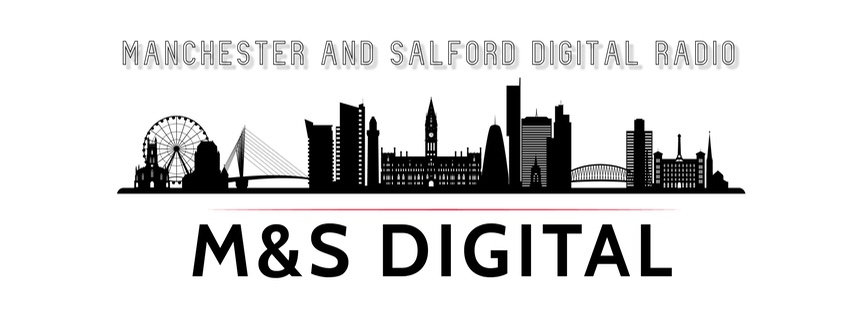 MANCHESTER AND SALFORD DIGITAL RADIO
M&S DIGITAL